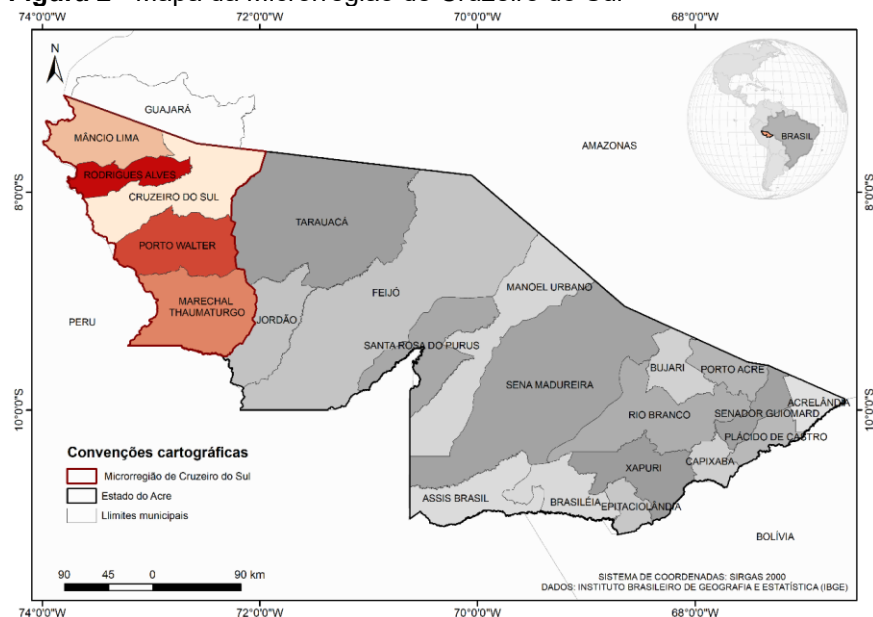 Figura 2 - Mapa da Microrregião de Cruzeiro do Sul
74°0'0"W 72°0'0"W 70°0'0"W 68°0'0"W
N
GUAJARÁ
MÂNCIO LIMA
AMAZONAS
BRASIL
RODRIGUES ALVES
8°0'0"S
CRUZEIRO DO SUL
8°0'0"S
TARAUACÁ
PORTO WALTER
MANOEL URBANO
FEIJÓ
MARECHAL
THAUMATURGO
JORDÃO
PERU
SANTA ROSA DO PURUS
BUJARI
PORTO ACRE
SENA MADUREIRA
10°0'0"S
ACRELÂNDIA
10°0'0"S
RIO BRANCO
SENADOR GUIOMARD
PLÁCIDO DE CASTRO
CAPIXABA
XAPURI
ASSIS BRASIL
BRASILÉIA
EPITACIOLÂNDIA
BOLÍVIA
Convenções cartográficas
Microrregião de Cruzeiro do Sul
Estado do Acre
Llimites municipais
90 45 0 90 km
SISTEMA DE COORDENADAS: SIRGAS 2000
DADOS: INSTITUTO BRASILEIRO DE GEOGRAFIA E ESTATÍSTICA (IBGE)
74°0'0"W 72°0'0"W 70°0'0"W 68°0'0"W